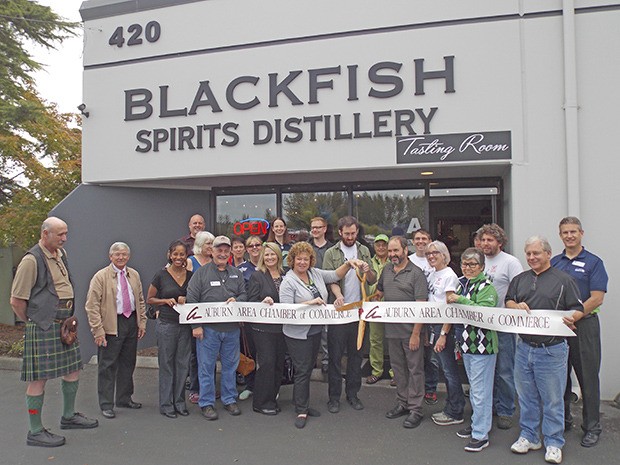 420
BLACKFISH
SPIRITS DISTILLERY
Tasting Room
OPEN
A
AUBURN AREA CHAMBER of COMMERCE AUBURN AREA CHAMBER of COMMERCE